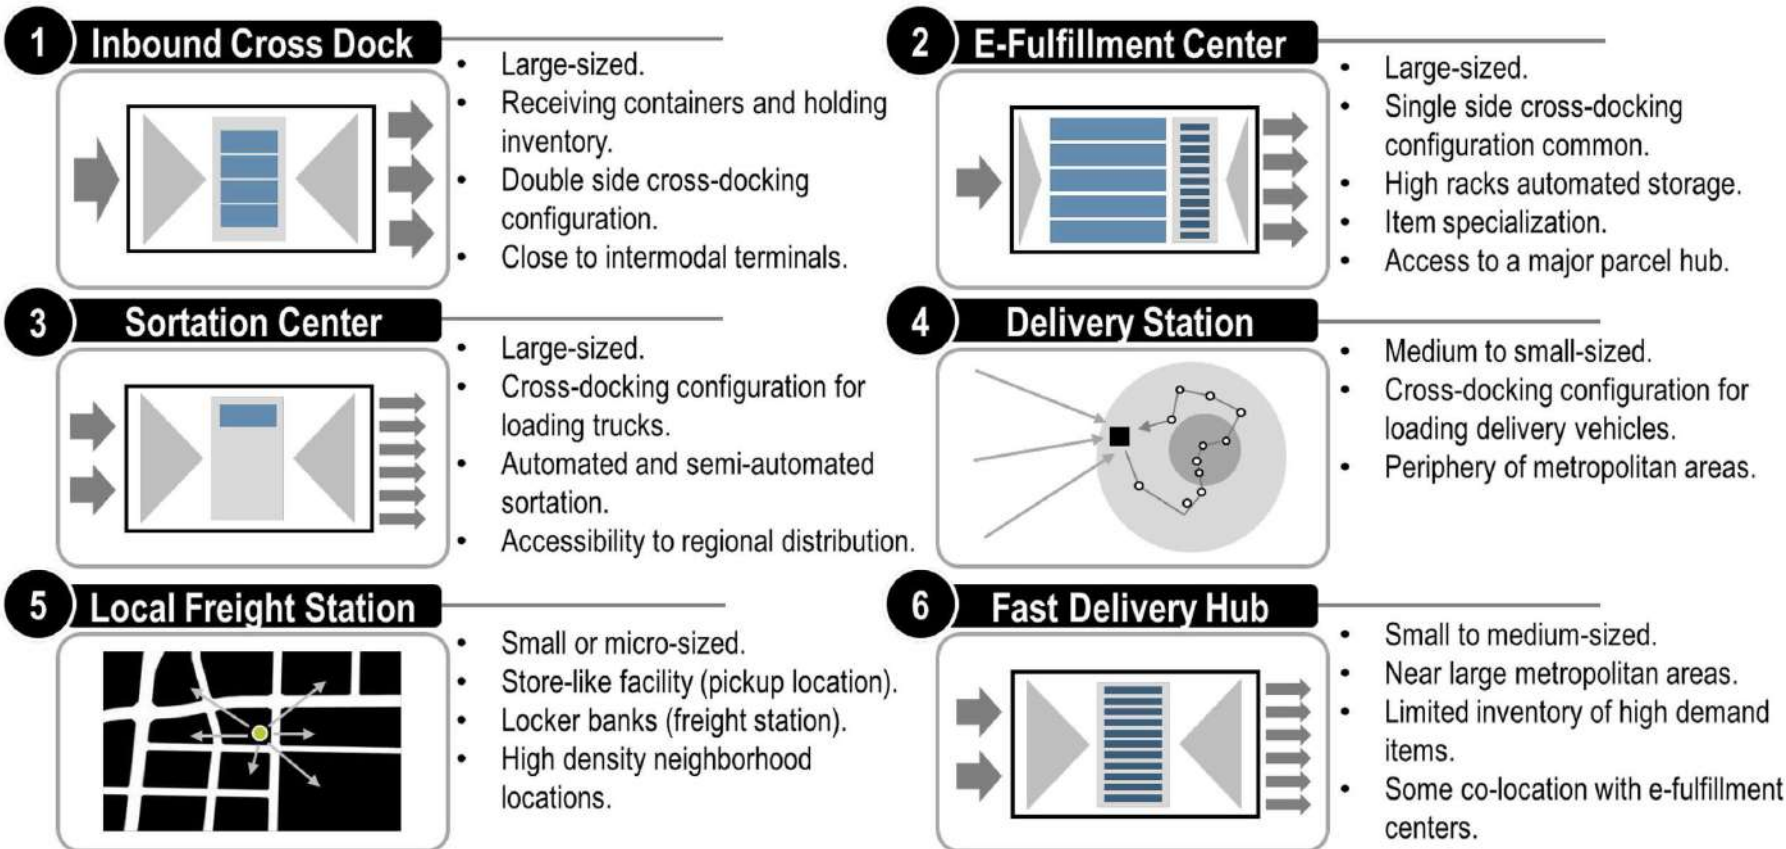 1 Inbound Cross Dock
• Large-sized.
• Receiving containers and holding
inventory.
• Double side cross-docking
configuration.
• Close to intermodal terminals.
2 E-Fulfillment Center
• Large-sized.
• Single side cross-docking
configuration common.
• High racks automated storage.
• Item specialization.
• Access to a major parcel hub.
3 Sortation Center
• Large-sized.
• Cross-docking configuration for
loading trucks.
• Automated and semi-automated
sortation.
• Accessibility to regional distribution.
4 Delivery Station
• Medium to small-sized.
• Cross-docking configuration for
loading delivery vehicles.
• Periphery of metropolitan areas.
5 Local Freight Station
• Small or micro-sized.
• Store-like facility (pickup location).
• Locker banks (freight station).
• High density neighborhood
locations.
6 Fast Delivery Hub
• Small to medium-sized.
• Near large metropolitan areas.
• Limited inventory of high demand
items.
• Some co-location with e-fulfillment
centers.